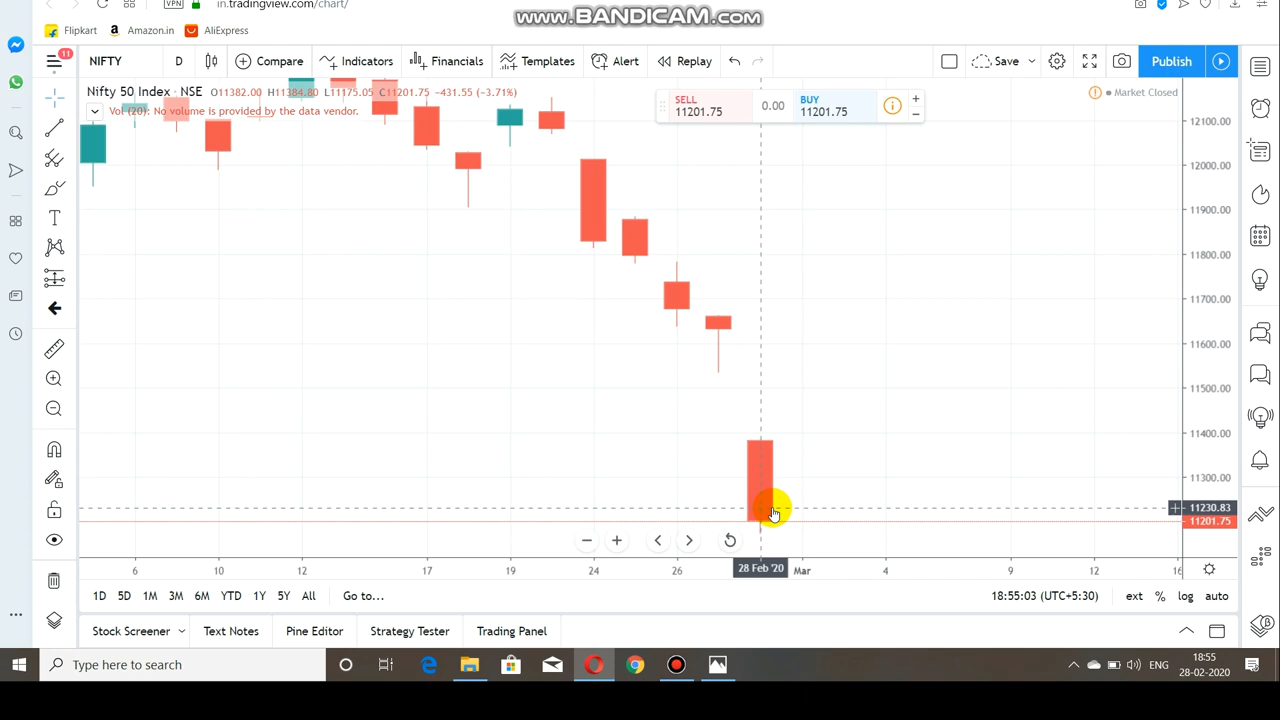 in.tradingview.com/chart/
VPN
www.BANDICAM.com
Flipkart
Amazon.in
AliExpress
11
NIFTY
D
Compare
Indicators
Financials
Templates
Alert
Replay
Save
Publish
Nifty 50 Index · NSE O11382.00 H11384.80 L11175.05 C11201.75 −431.55 (−3.71%)
Vol (20): No volume is provided by the data vendor.
SELL
11201.75
0.00
BUY
11201.75
Market Closed
12100.00
12000.00
11900.00
11800.00
11700.00
11600.00
11500.00
11400.00
11300.00
11230.83
11201.75
6
10
12
17
19
24
26
28 Feb '20
Mar
4
9
12
16
1D 5D 1M 3M 6M YTD 1Y 5Y All Go to...
18:55:03 (UTC+5:30) ext % log auto
Stock Screener Text Notes Pine Editor Strategy Tester Trading Panel
Type here to search
ENG
18:55
28-02-2020